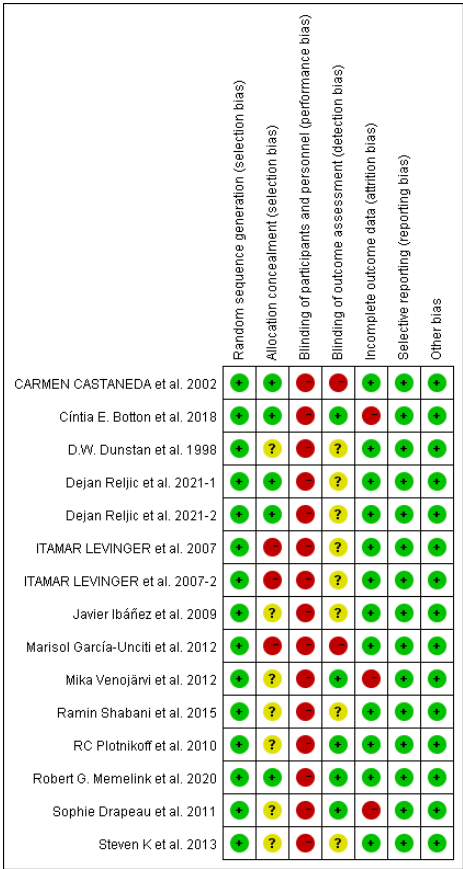 Random sequence generation (selection bias)
Allocation concealment (selection bias)
Blinding of participants and personnel (performance bias)
Blinding of outcome assessment (detection bias)
Incomplete outcome data (attrition bias)
Selective reporting (reporting bias)
Other bias
CARMEN CASTANEDA et al. 2002 + + - - + + +
Cíntia E. Botton et al. 2018 + + - + - + +
D.W. Dunstan et al. 1998 + ? - ? + + +
Dejan Reljic et al. 2021-1 + + - ? + + +
Dejan Reljic et al. 2021-2 + + - ? + + +
ITAMAR LEVINGER et al. 2007 + - - ? + + +
ITAMAR LEVINGER et al. 2007-2 + - - ? + + +
Javier Ibáñez et al. 2009 + ? - ? + + +
Marisol García-Unciti et al. 2012 + - - - + + +
Mika Venojärvi et al. 2012 + ? - + - + +
Ramin Shabani et al. 2015 + ? - ? + + +
RC Plotnikoff et al. 2010 + ? - + + + +
Robert G. Memelink et al. 2020 + + - + + + +
Sophie Drapeau et al. 2011 + ? - + - + +
Steven K et al. 2013 + ? - ? + + +